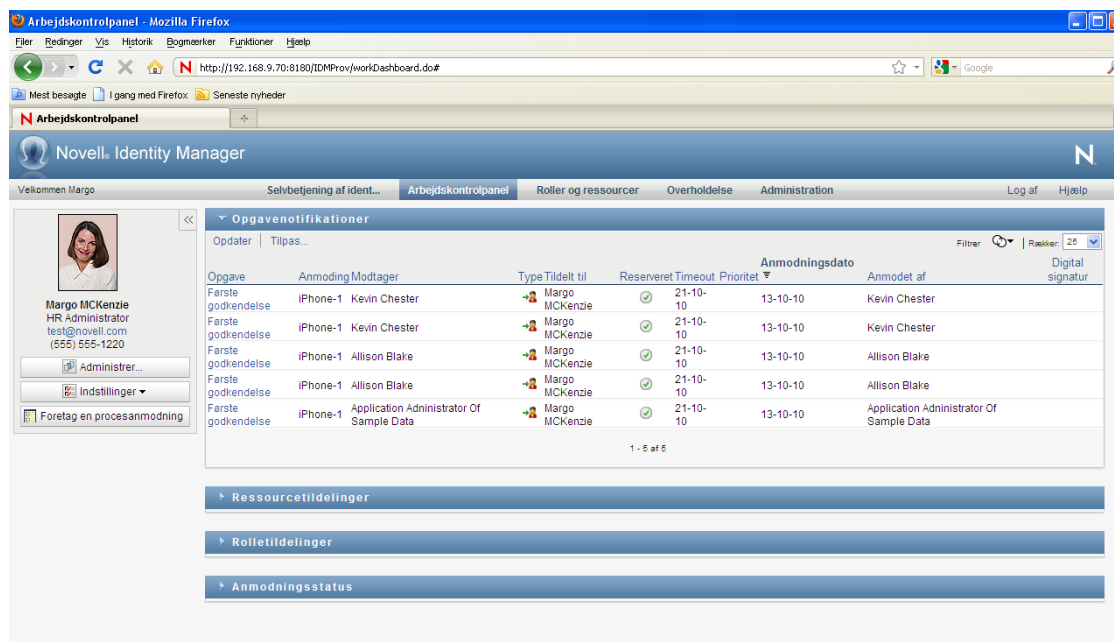 Arbejdskontrolpanel - Mozilla Firefox
Filer Redinger Vis Historik Bogmærker Funktioner Hjælp
N http://192.168.9.70:8180/IDMProv/workDashboard.do# Google
Mest besøgte I gang med Firefox Seneste nyheder
N Arbejdskontrolpanel
Novell® Identity Manager N
Velkommen Margo Selvbetjening af ident... Arbejdskontrolpanel Roller og ressourcer Overholdelse Administration Log af Hjælp
Margo MCKenzie
HR Administrator
test@novell.com
(555) 555-1220
Administrer...
Indstillinger
Foretag en procesanmodning
Opgavenotifikationer
Opdater Tilpas... Filtrer Rækker: 25
Opgave Anmodning Modtager Type Tildelt til Reserveret Timeout Prioritet Anmodningsdato Anmodet af Digital signatur
Første godkendelse iPhone-1 Kevin Chester Margo MCKenzie 21-10-10 13-10-10 Kevin Chester
Første godkendelse iPhone-1 Kevin Chester Margo MCKenzie 21-10-10 13-10-10 Kevin Chester
Første godkendelse iPhone-1 Allison Blake Margo MCKenzie 21-10-10 13-10-10 Allison Blake
Første godkendelse iPhone-1 Allison Blake Margo MCKenzie 21-10-10 13-10-10 Allison Blake
Første godkendelse iPhone-1 Application Adninistrator Of Sample Data Margo MCKenzie 21-10-10 13-10-10 Application Adninistrator Of Sample Data
1 - 5 af 5
Ressourcetildelinger
Rolletildelinger
Anmodningsstatus